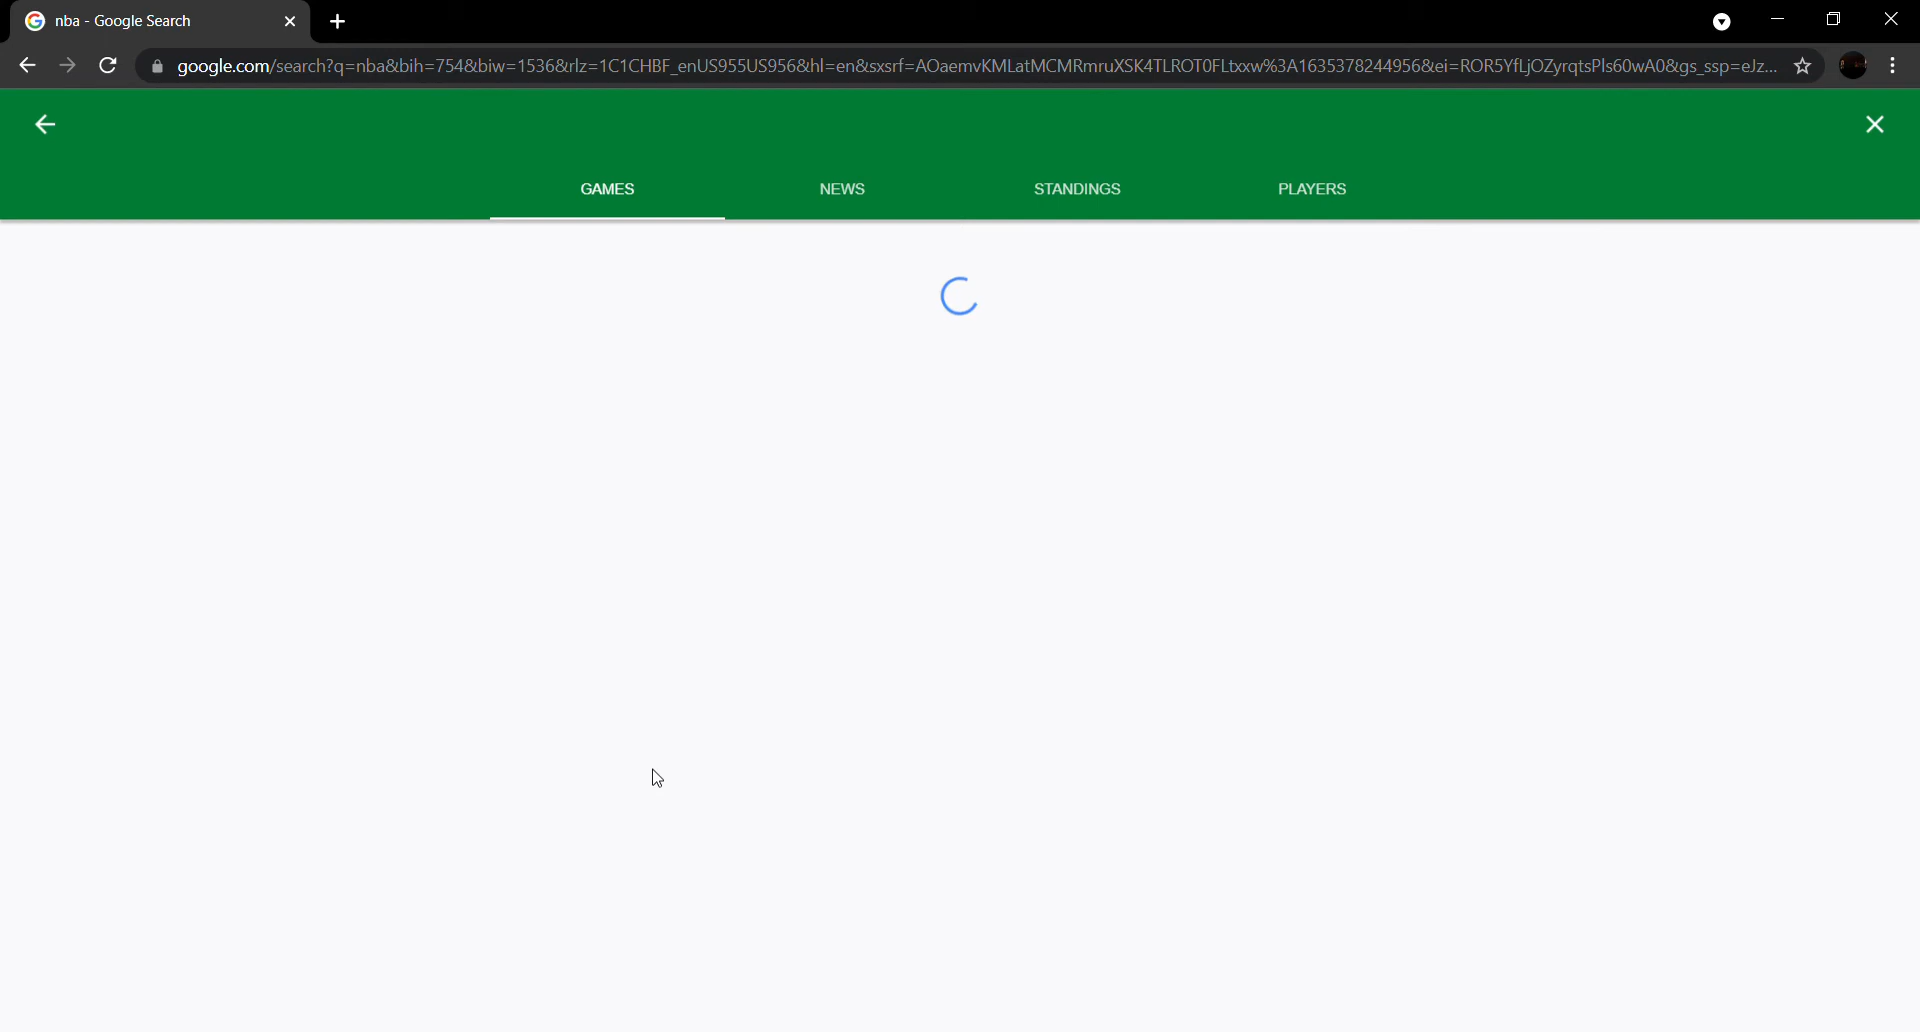 nba - Google Search
google.com/search?q=nba&bih=754&biw=1536&rlz=1C1CHBF_enUS955US956&hl=en&sxsrf=AOaemvKMLatMCMRmruXSK4TLROT0FLtxxw%3A1635378244956&ei=ROR5YfLjOZyrqtsPls60wA0&gs_ssp=eJz...
GAMES NEWS STANDINGS PLAYERS